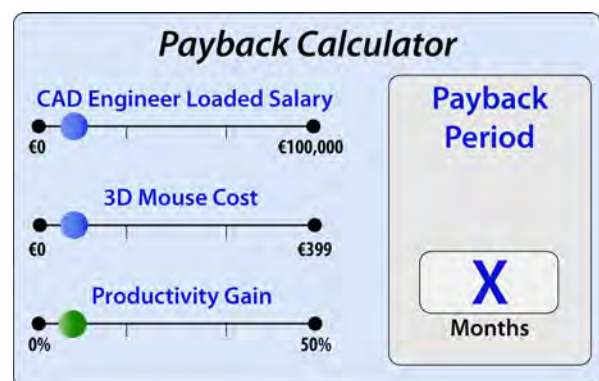 Payback Calculator
CAD Engineer Loaded Salary
€0 €100,000
3D Mouse Cost
€0 €399
Productivity Gain
0% 50%
Payback
Period
X
Months